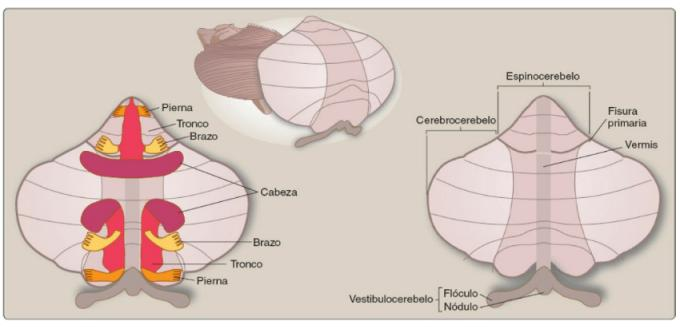 Pierna
Tronco
Brazo
Cabeza
Brazo
Tronco
Pierna
Espinocerebelo
Cerebrocerebelo
Fisura
primaria
Vermis
Vestibulocerebelo
Flóculo
Nódulo